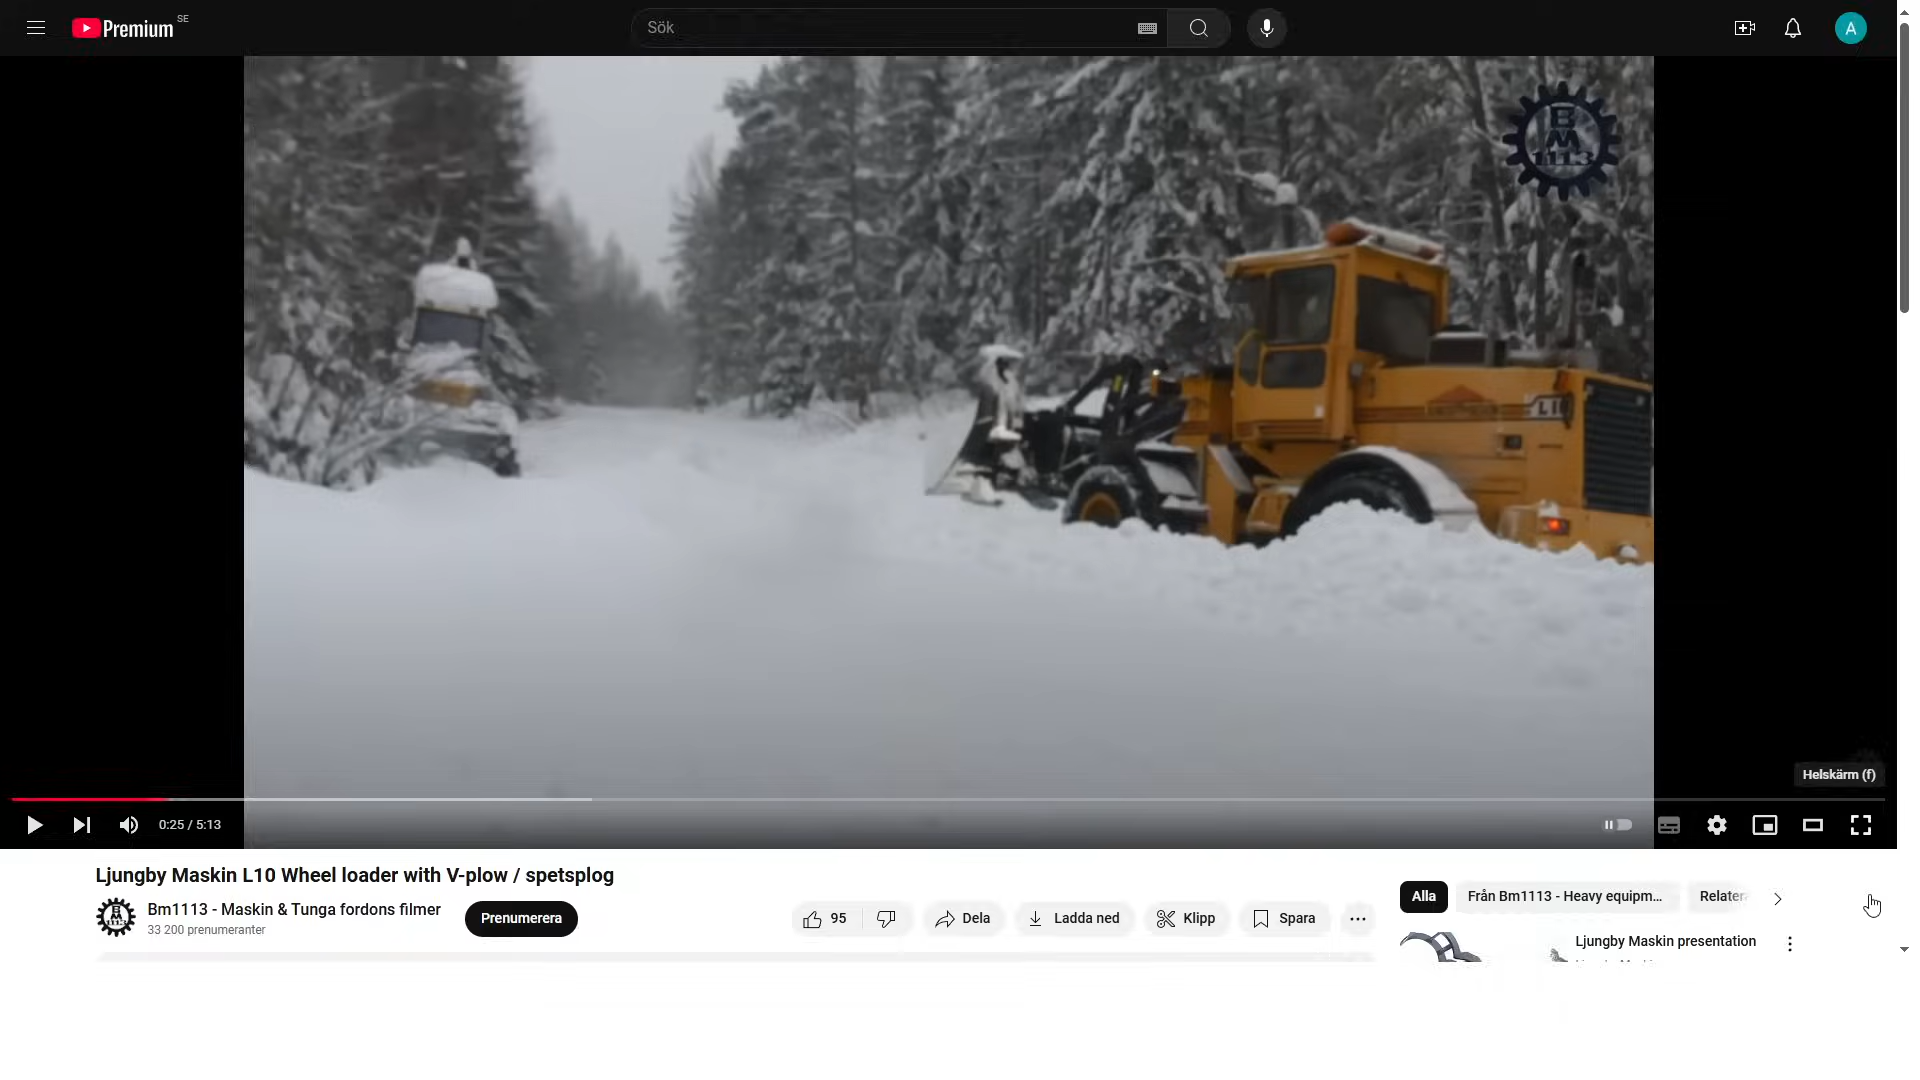 Premium
SE
Sök
A
BM
1113
L10
Helskärm (f)
0:25 / 5:13
Ljungby Maskin L10 Wheel loader with V-plow / spetsplog
Bm1113 - Maskin & Tunga fordons filmer
33 200 prenumeranter
Prenumerera
95
Dela
Ladda ned
Klipp
Spara
Alla
Från Bm1113 - Heavy equipm...
Relater
Ljungby Maskin presentation